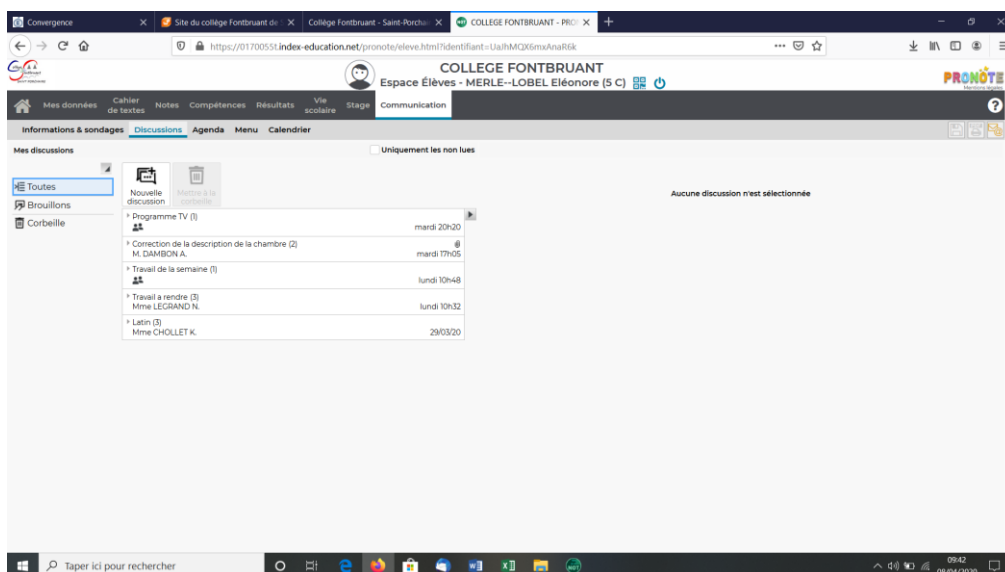 Convergence
Site du collège Fontbruant de
Collège Fontbruant - Saint-Porchai
COLLEGE FONTBRUANT - PRO
https://0170055t.index-education.net/pronote/eleve.html?identifiant=UaJhMQX6mxAnaR6k
COLLEGE FONTBRUANT
Espace Élèves - MERLE--LOBEL Eléonore (5 C)
PRONOTE
Mentions légales
Mes données
Cahier de textes
Notes
Compétences
Résultats
Vie scolaire
Stage
Communication
Informations & sondages
Discussions
Agenda
Menu
Calendrier
Mes discussions
Uniquement les non lues
Toutes
Brouillons
Corbeille
Nouvelle discussion
Mettre à la corbeille
Aucune discussion n'est sélectionnée
Programme TV (1)
mardi 20h20
Correction de la description de la chambre (2)
M. DAMBON A.
mardi 17h05
Travail de la semaine (1)
lundi 10h48
Travail a rendre (3)
Mme LEGRAND N.
lundi 10h32
Latin (3)
Mme CHOLLET K.
29/03/20
Taper ici pour rechercher
09:42
08/04/2020